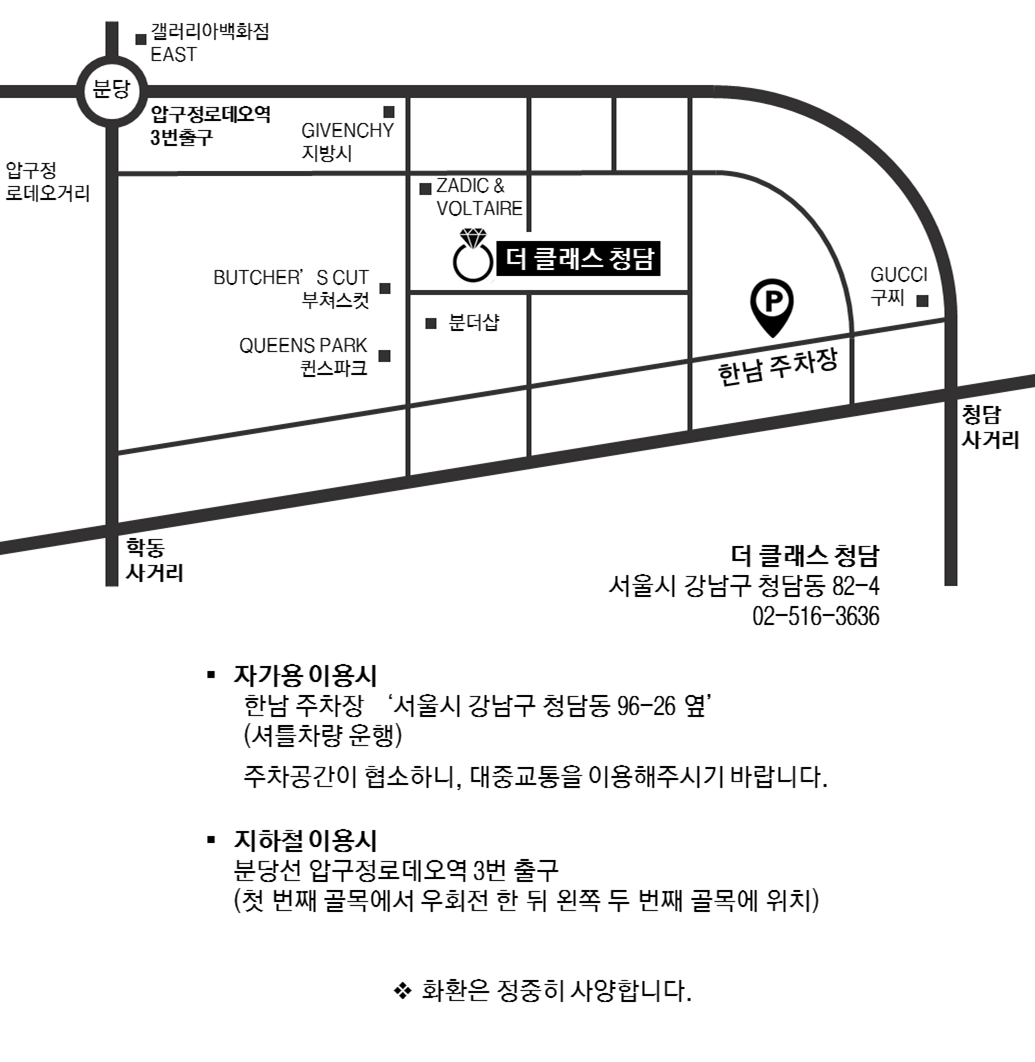 갤러리아백화점
EAST
분당
압구정로데오역
3번출구
GIVENCHY
지방시
압구정
로데오거리
ZADIC &
VOLTAIRE
더 클래스 청담
BUTCHER’S CUT
부쳐스컷
GUCCI
구찌
P
분더샵
QUEENS PARK
퀸스파크
한남 주차장
청담
사거리
학동
사거리
더 클래스 청담
서울시 강남구 청담동 82-4
02-516-3636
▪ 자가용 이용시
한남 주차장 ‘서울시 강남구 청담동 96-26 옆’
(셔틀차량 운행)
주차공간이 협소하니, 대중교통을 이용해주시기 바랍니다.
▪ 지하철 이용시
분당선 압구정로데오역 3번 출구
(첫 번째 골목에서 우회전 한 뒤 왼쪽 두 번째 골목에 위치)
❖ 화환은 정중히 사양합니다.